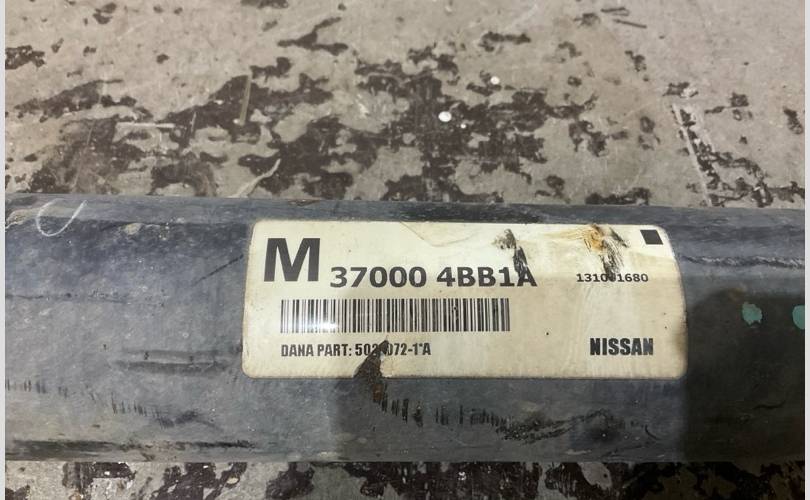 M 37000 4BB1A
NISSAN
DANA PART: